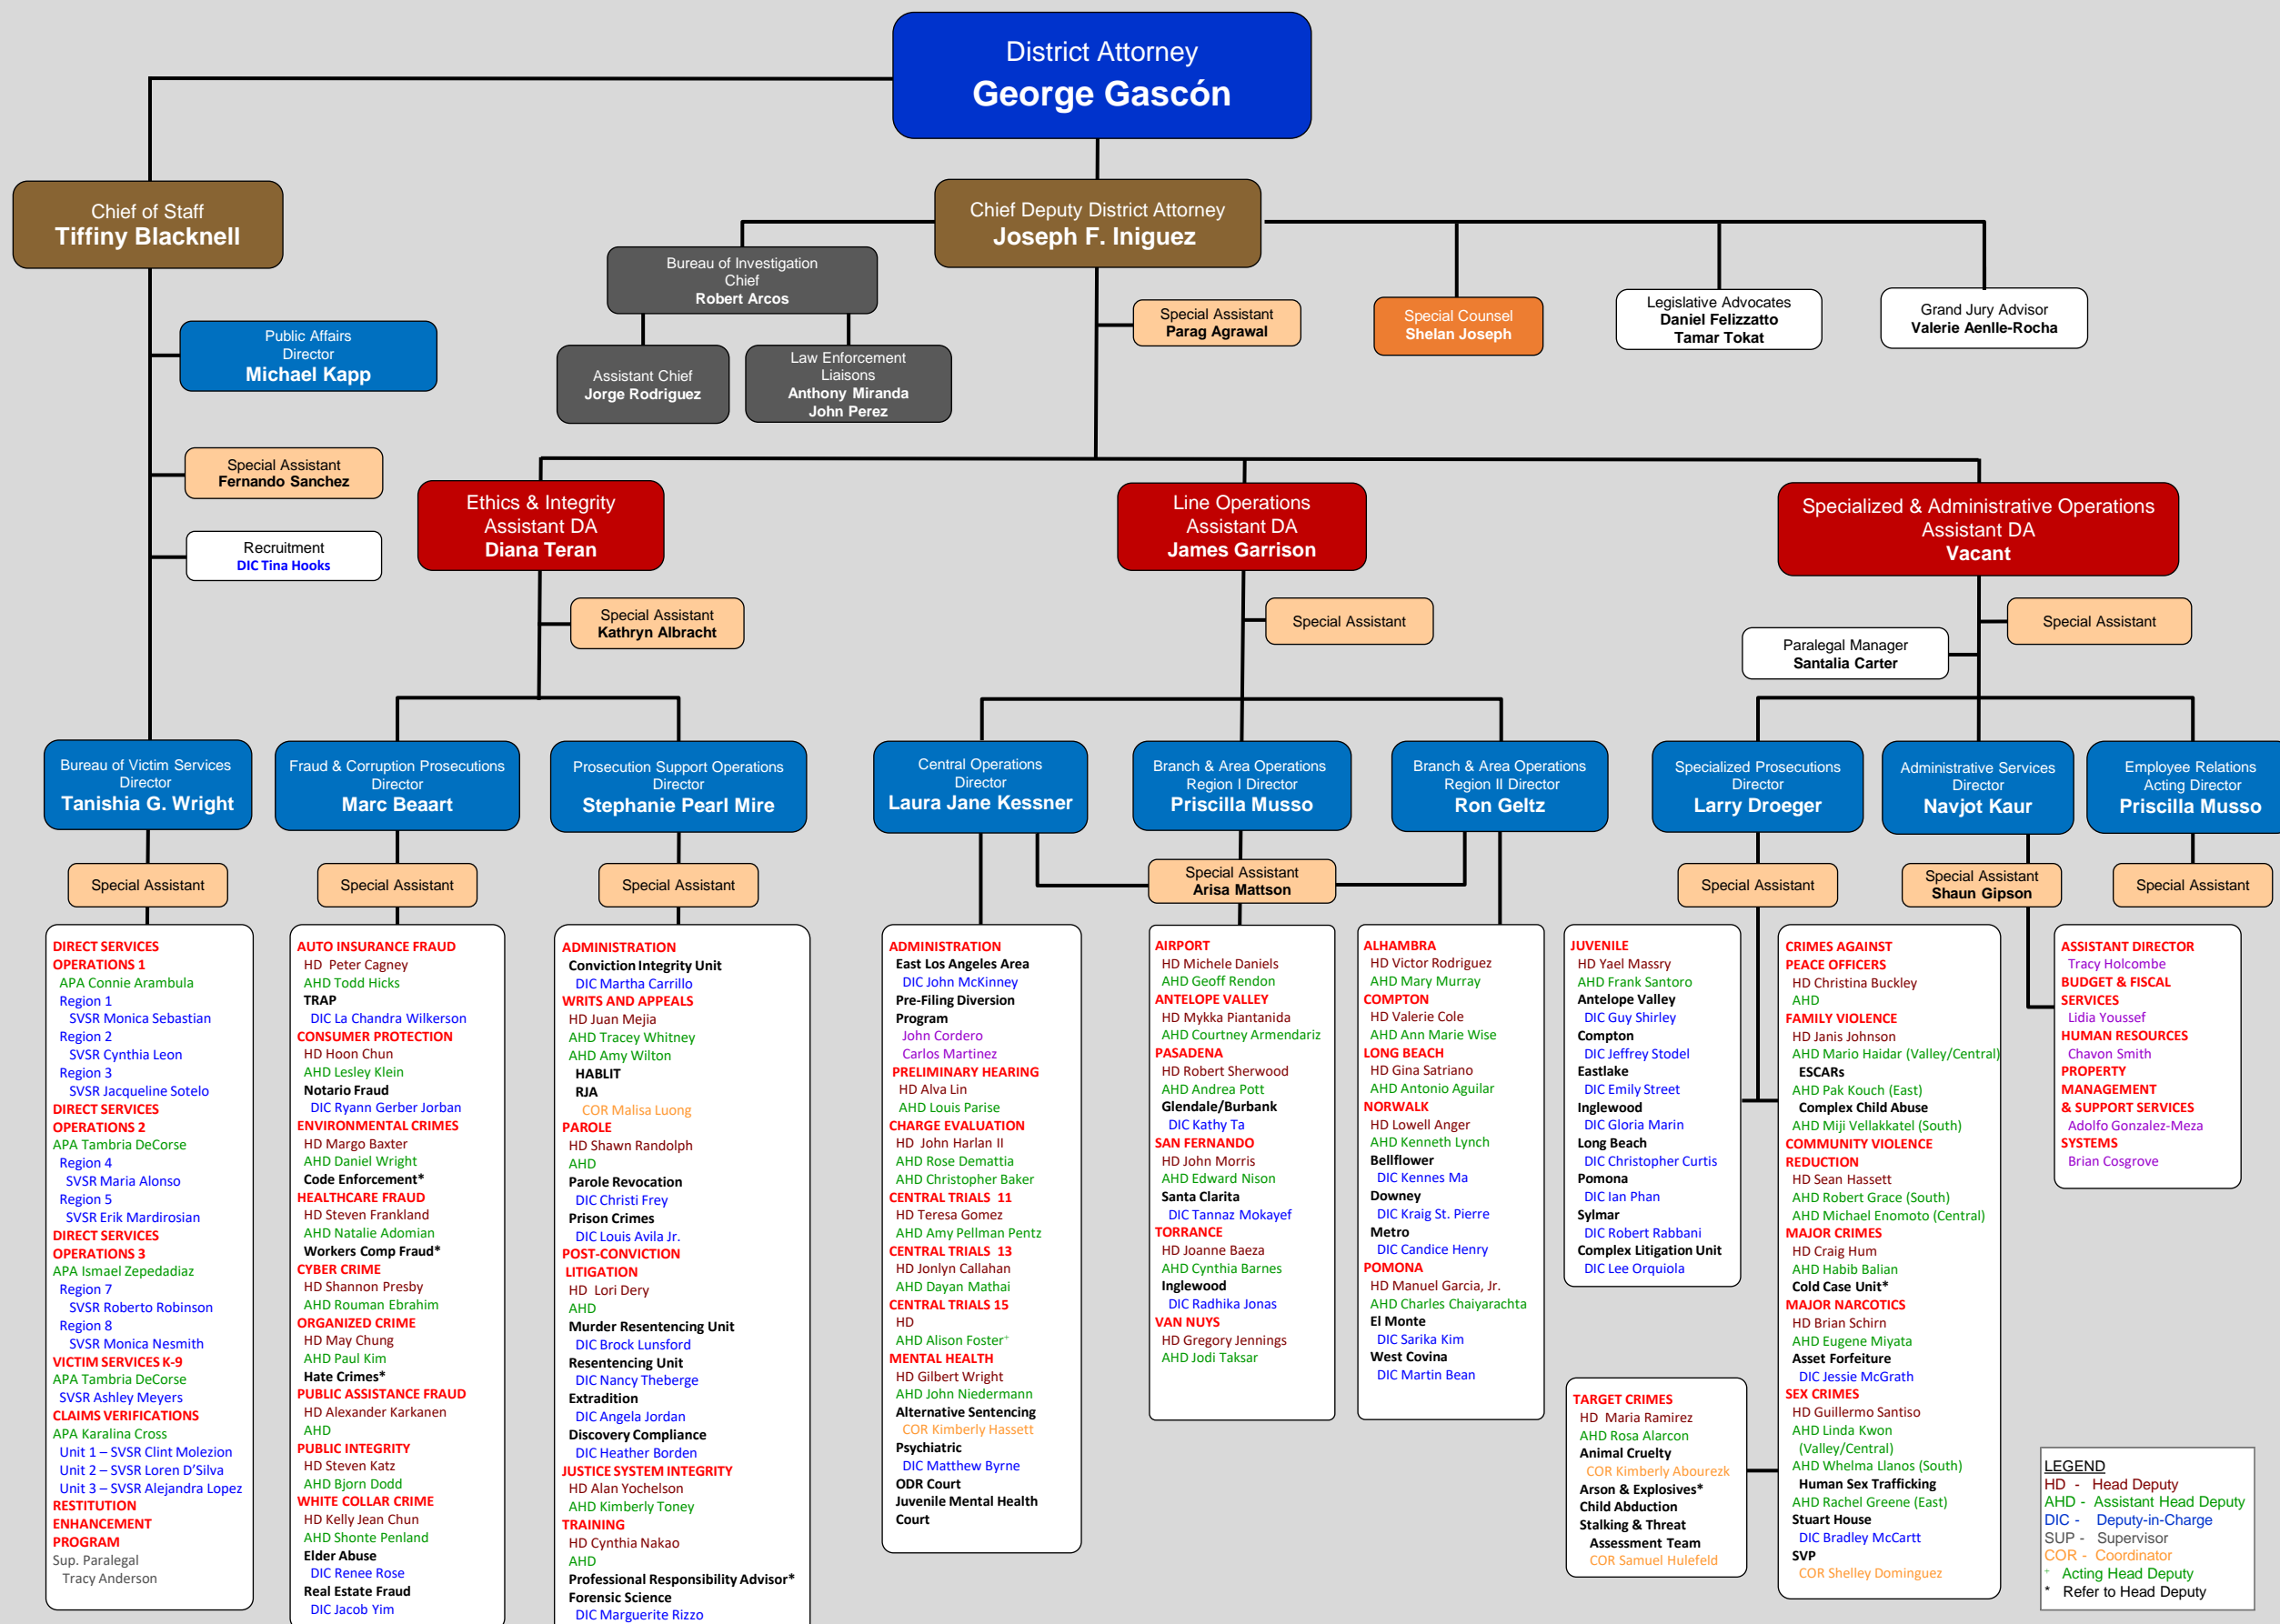 District Attorney
George Gascón
Chief of Staff
Tiffiny Blacknell
Chief Deputy District Attorney
Joseph F. Iniguez
Bureau of Investigation
Chief
Robert Arcos
Assistant Chief
Jorge Rodriguez
Law Enforcement
Liaisons
Anthony Miranda
John Perez
Special Assistant
Parag Agrawal
Special Counsel
Shelan Joseph
Legislative Advocates
Daniel Felizzatto
Tamar Tokat
Grand Jury Advisor
Valerie Aenlle-Rocha
Public Affairs
Director
Michael Kapp
Special Assistant
Fernando Sanchez
Recruitment
DIC Tina Hooks
Ethics & Integrity
Assistant DA
Diana Teran
Line Operations
Assistant DA
James Garrison
Specialized & Administrative Operations
Assistant DA
Vacant
Special Assistant
Kathryn Albracht
Special Assistant
Special Assistant
Paralegal Manager
Santalia Carter
Bureau of Victim Services
Director
Tanishia G. Wright
Fraud & Corruption Prosecutions
Director
Marc Beaart
Prosecution Support Operations
Director
Stephanie Pearl Mire
Central Operations
Director
Laura Jane Kessner
Branch & Area Operations
Region I Director
Priscilla Musso
Branch & Area Operations
Region II Director
Ron Geltz
Specialized Prosecutions
Director
Larry Droeger
Administrative Services
Director
Navjot Kaur
Employee Relations
Acting Director
Priscilla Musso
Special Assistant
Special Assistant
Special Assistant
Special Assistant
Arisa Mattson
Special Assistant
Special Assistant
Shaun Gipson
Special Assistant
DIRECT SERVICES
OPERATIONS 1
APA Connie Arambula
Region 1
SVSR Monica Sebastian
Region 2
SVSR Cynthia Leon
Region 3
SVSR Jacqueline Sotelo
DIRECT SERVICES
OPERATIONS 2
APA Tambria DeCorse
Region 4
SVSR Maria Alonso
Region 5
SVSR Erik Mardirosian
DIRECT SERVICES
OPERATIONS 3
APA Ismael Zepedadiaz
Region 7
SVSR Roberto Robinson
Region 8
SVSR Monica Nesmith
VICTIM SERVICES K-9
APA Tambria DeCorse
SVSR Ashley Meyers
CLAIMS VERIFICATIONS
APA Karalina Cross
Unit 1 – SVSR Clint Molezion
Unit 2 – SVSR Loren D’Silva
Unit 3 – SVSR Alejandra Lopez
RESTITUTION
ENHANCEMENT
PROGRAM
Sup. Paralegal
Tracy Anderson
AUTO INSURANCE FRAUD
HD Peter Cagney
AHD Todd Hicks
TRAP
DIC La Chandra Wilkerson
CONSUMER PROTECTION
HD Hoon Chun
AHD Lesley Klein
Notario Fraud
DIC Ryann Gerber Jorban
ENVIRONMENTAL CRIMES
HD Margo Baxter
AHD Daniel Wright
Code Enforcement*
HEALTHCARE FRAUD
HD Steven Frankland
AHD Natalie Adomian
Workers Comp Fraud*
CYBER CRIME
HD Shannon Presby
AHD Rouman Ebrahim
ORGANIZED CRIME
HD May Chung
AHD Paul Kim
Hate Crimes*
PUBLIC ASSISTANCE FRAUD
HD Alexander Karkanen
AHD
PUBLIC INTEGRITY
HD Steven Katz
AHD Bjorn Dodd
WHITE COLLAR CRIME
HD Kelly Jean Chun
AHD Shonte Penland
Elder Abuse
DIC Renee Rose
Real Estate Fraud
DIC Jacob Yim
ADMINISTRATION
Conviction Integrity Unit
DIC Martha Carrillo
WRITS AND APPEALS
HD Juan Mejia
AHD Tracey Whitney
AHD Amy Wilton
HABLIT
RJA
COR Malisa Luong
PAROLE
HD Shawn Randolph
AHD
Parole Revocation
DIC Christi Frey
Prison Crimes
DIC Louis Avila Jr.
POST-CONVICTION
LITIGATION
HD Lori Dery
AHD
Murder Resentencing Unit
DIC Brock Lunsford
Resentencing Unit
DIC Nancy Theberge
Extradition
DIC Angela Jordan
Discovery Compliance
DIC Heather Borden
JUSTICE SYSTEM INTEGRITY
HD Alan Yochelson
AHD Kimberly Toney
TRAINING
HD Cynthia Nakao
AHD
Professional Responsibility Advisor*
Forensic Science
DIC Marguerite Rizzo
ADMINISTRATION
East Los Angeles Area
DIC John McKinney
Pre-Filing Diversion
Program
John Cordero
Carlos Martinez
PRELIMINARY HEARING
HD Alva Lin
AHD Louis Parise
CHARGE EVALUATION
HD John Harlan II
AHD Rose Demattia
AHD Christopher Baker
CENTRAL TRIALS 11
HD Teresa Gomez
AHD Amy Pellman Pentz
CENTRAL TRIALS 13
HD Jonlyn Callahan
AHD Dayan Mathai
CENTRAL TRIALS 15
HD
AHD Alison Foster+
MENTAL HEALTH
HD Gilbert Wright
AHD John Niedermann
Alternative Sentencing
COR Kimberly Hassett
Psychiatric
DIC Matthew Byrne
ODR Court
Juvenile Mental Health
Court
AIRPORT
HD Michele Daniels
AHD Geoff Rendon
ANTELOPE VALLEY
HD Mykka Piantanida
AHD Courtney Armendariz
PASADENA
HD Robert Sherwood
AHD Andrea Pott
Glendale/Burbank
DIC Kathy Ta
SAN FERNANDO
HD John Morris
AHD Edward Nison
Santa Clarita
DIC Tannaz Mokayef
TORRANCE
HD Joanne Baeza
AHD Cynthia Barnes
Inglewood
DIC Radhika Jonas
VAN NUYS
HD Gregory Jennings
AHD Jodi Taksar
ALHAMBRA
HD Victor Rodriguez
AHD Mary Murray
COMPTON
HD Valerie Cole
AHD Ann Marie Wise
LONG BEACH
HD Gina Satriano
AHD Antonio Aguilar
NORWALK
HD Lowell Anger
AHD Kenneth Lynch
Bellflower
DIC Kennes Ma
Downey
DIC Kraig St. Pierre
Metro
DIC Candice Henry
POMONA
HD Manuel Garcia, Jr.
AHD Charles Chaiyarachta
El Monte
DIC Sarika Kim
West Covina
DIC Martin Bean
JUVENILE
HD Yael Massry
AHD Frank Santoro
Antelope Valley
DIC Guy Shirley
Compton
DIC Jeffrey Stodel
Eastlake
DIC Emily Street
Inglewood
DIC Gloria Marin
Long Beach
DIC Christopher Curtis
Pomona
DIC Ian Phan
Sylmar
DIC Robert Rabbani
Complex Litigation Unit
DIC Lee Orquiola
TARGET CRIMES
HD Maria Ramirez
AHD Rosa Alarcon
Animal Cruelty
COR Kimberly Abourezk
Arson & Explosives*
Child Abduction
Stalking & Threat
Assessment Team
COR Samuel Hulefeld
CRIMES AGAINST
PEACE OFFICERS
HD Christina Buckley
AHD
FAMILY VIOLENCE
HD Janis Johnson
AHD Mario Haidar (Valley/Central)
ESCARs
AHD Pak Kouch (East)
Complex Child Abuse
AHD Miji Vellakkatel (South)
COMMUNITY VIOLENCE
REDUCTION
HD Sean Hassett
AHD Robert Grace (South)
AHD Michael Enomoto (Central)
MAJOR CRIMES
HD Craig Hum
AHD Habib Balian
Cold Case Unit*
MAJOR NARCOTICS
HD Brian Schirn
AHD Eugene Miyata
Asset Forfeiture
DIC Jessie McGrath
SEX CRIMES
HD Guillermo Santiso
AHD Linda Kwon
(Valley/Central)
AHD Whelma Llanos (South)
Human Sex Trafficking
AHD Rachel Greene (East)
Stuart House
DIC Bradley McCartt
SVP
COR Shelley Dominguez
ASSISTANT DIRECTOR
Tracy Holcombe
BUDGET & FISCAL
SERVICES
Lidia Youssef
HUMAN RESOURCES
Chavon Smith
PROPERTY
MANAGEMENT
& SUPPORT SERVICES
Adolfo Gonzalez-Meza
SYSTEMS
Brian Cosgrove
LEGEND
HD - Head Deputy
AHD - Assistant Head Deputy
DIC - Deputy-in-Charge
SUP - Supervisor
COR - Coordinator
+ Acting Head Deputy
* Refer to Head Deputy